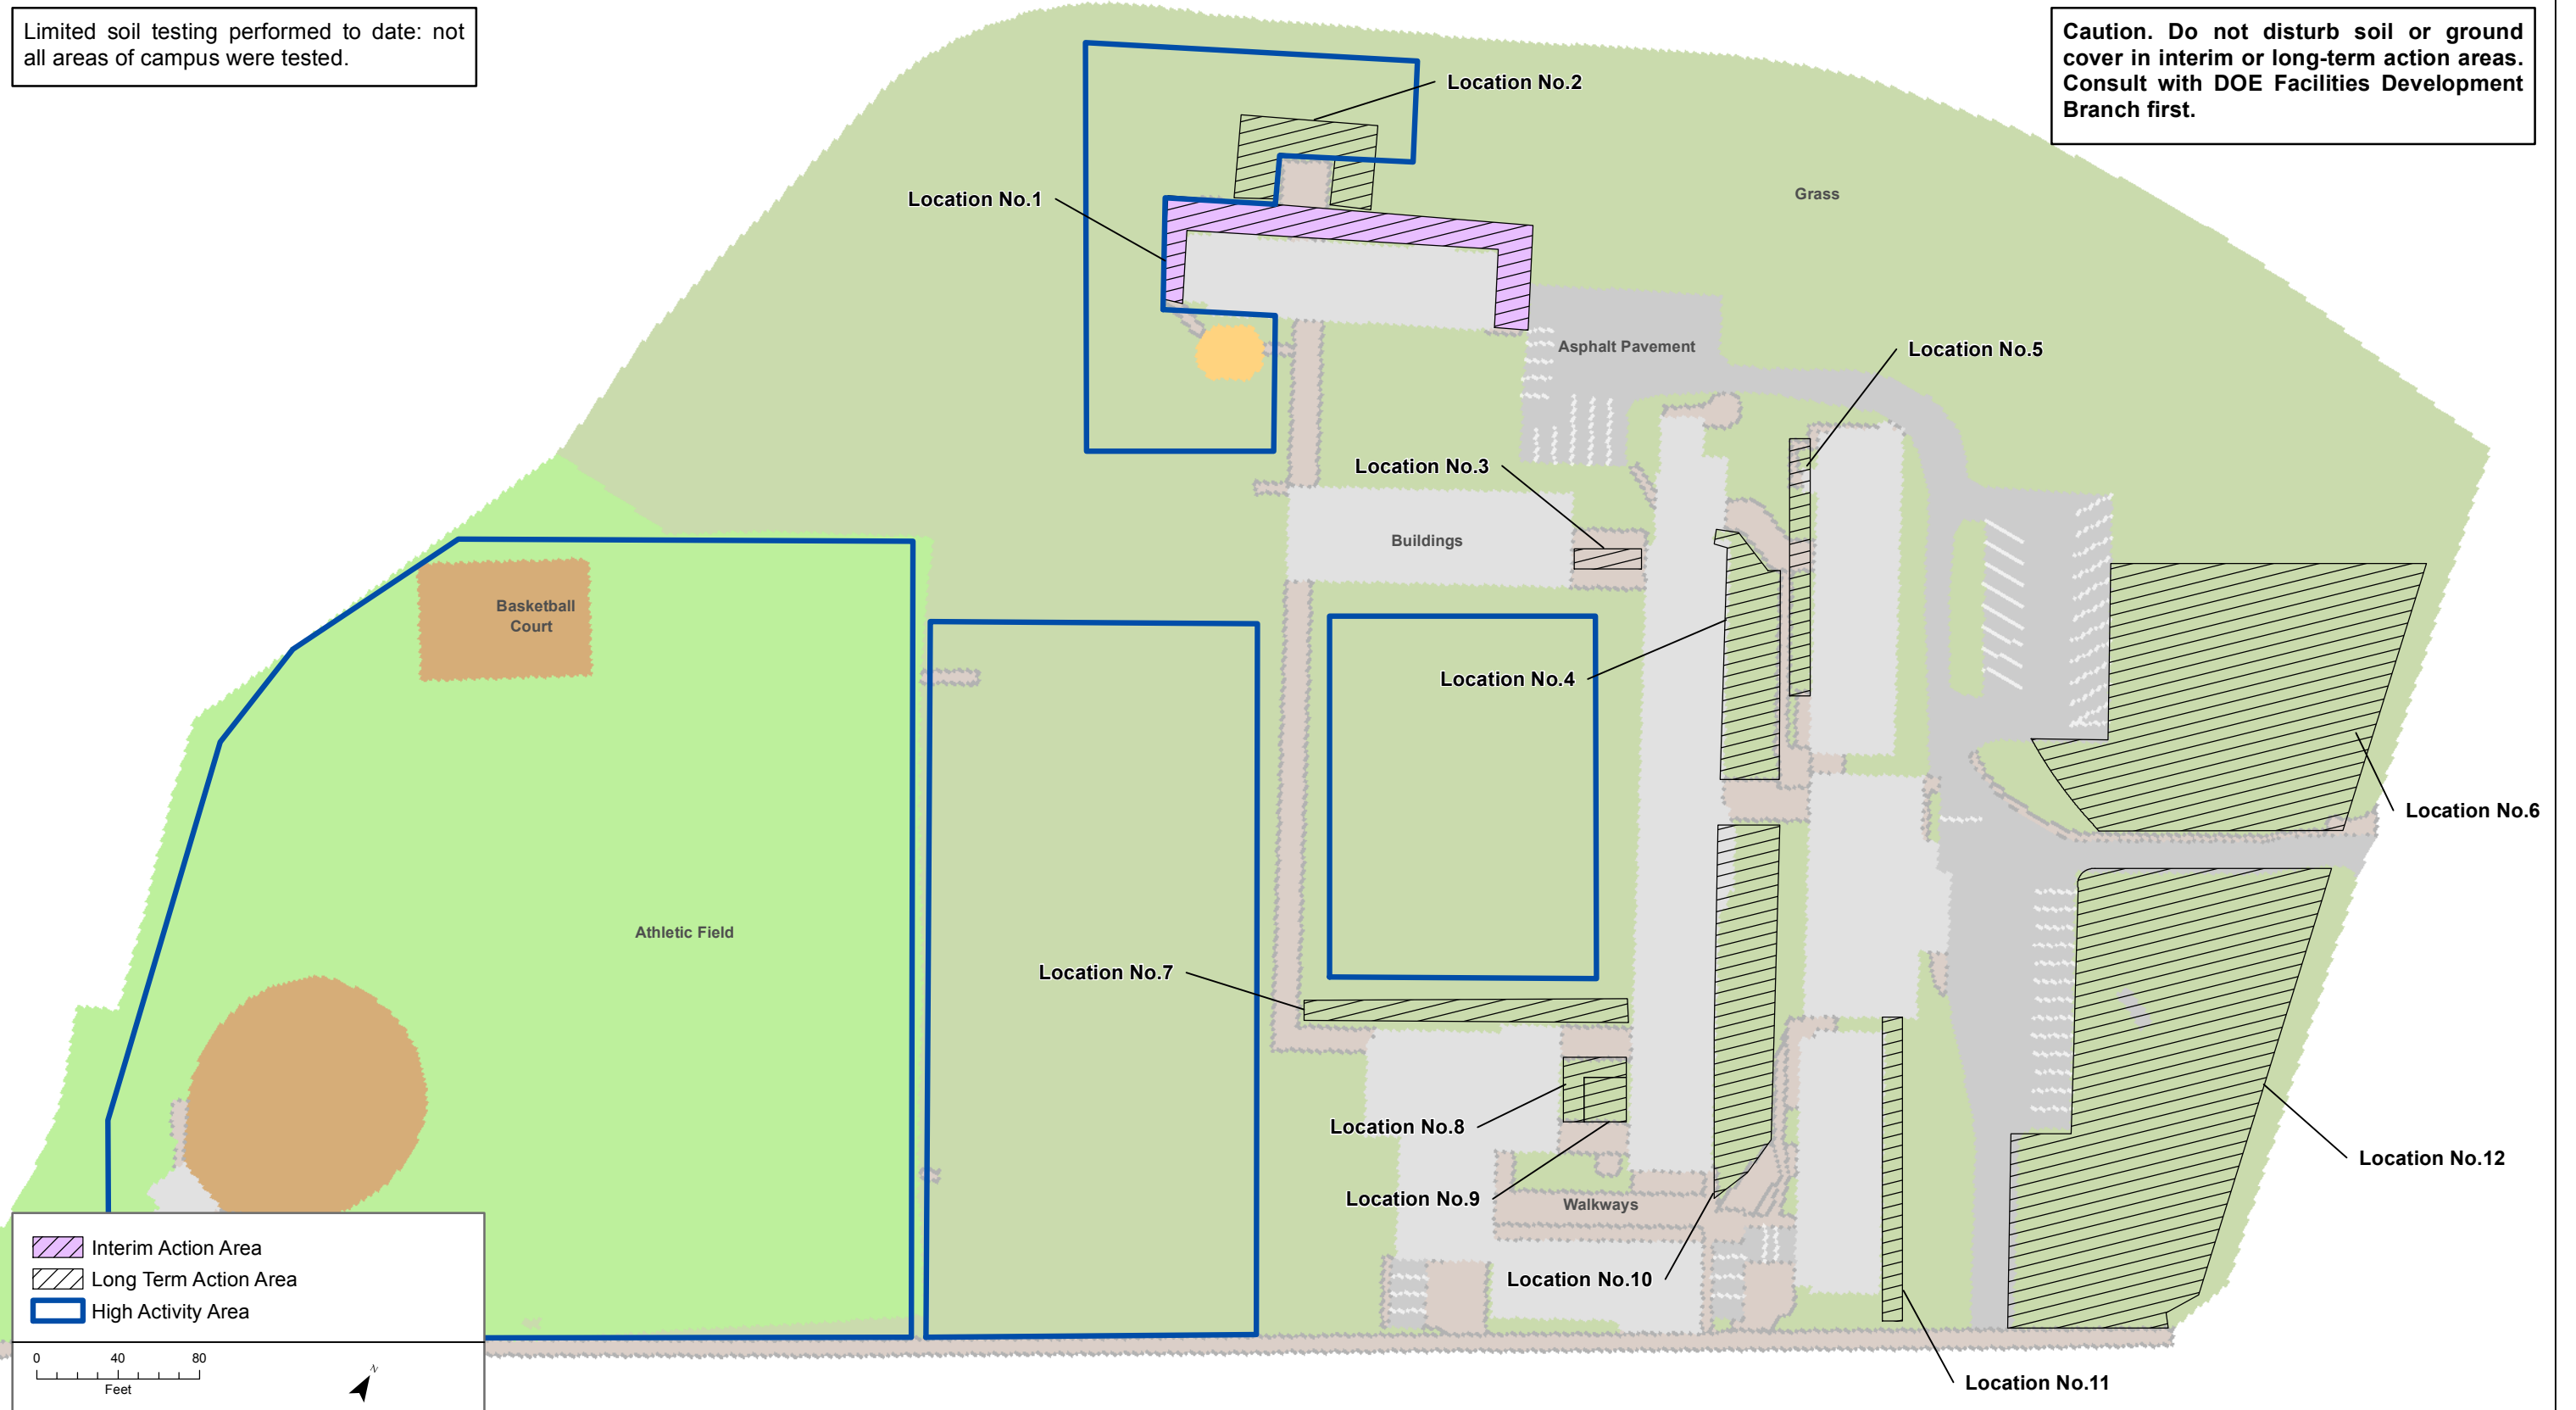 Limited soil testing performed to date: not
all areas of campus were tested.
Caution. Do not disturb soil or ground
cover in interim or long-term action areas.
Consult with DOE Facilities Development
Branch first.
Location No.2
Location No.1
Grass
Asphalt Pavement
Location No.5
Location No.3
Buildings
Basketball
Court
Location No.4
Location No.6
Athletic Field
Location No.7
Location No.8
Location No.12
Location No.9
Walkways
Location No.10
Location No.11
Interim Action Area
Long Term Action Area
High Activity Area
0 40 80
Feet
N